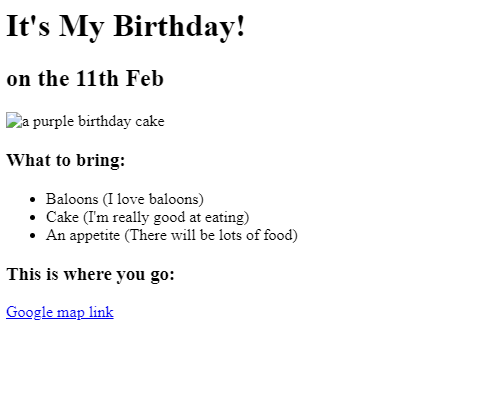 It's My Birthday!
on the 11th Feb
a purple birthday cake
What to bring:
Baloons (I love baloons)
Cake (I'm really good at eating)
An appetite (There will be lots of food)
This is where you go:
Google map link